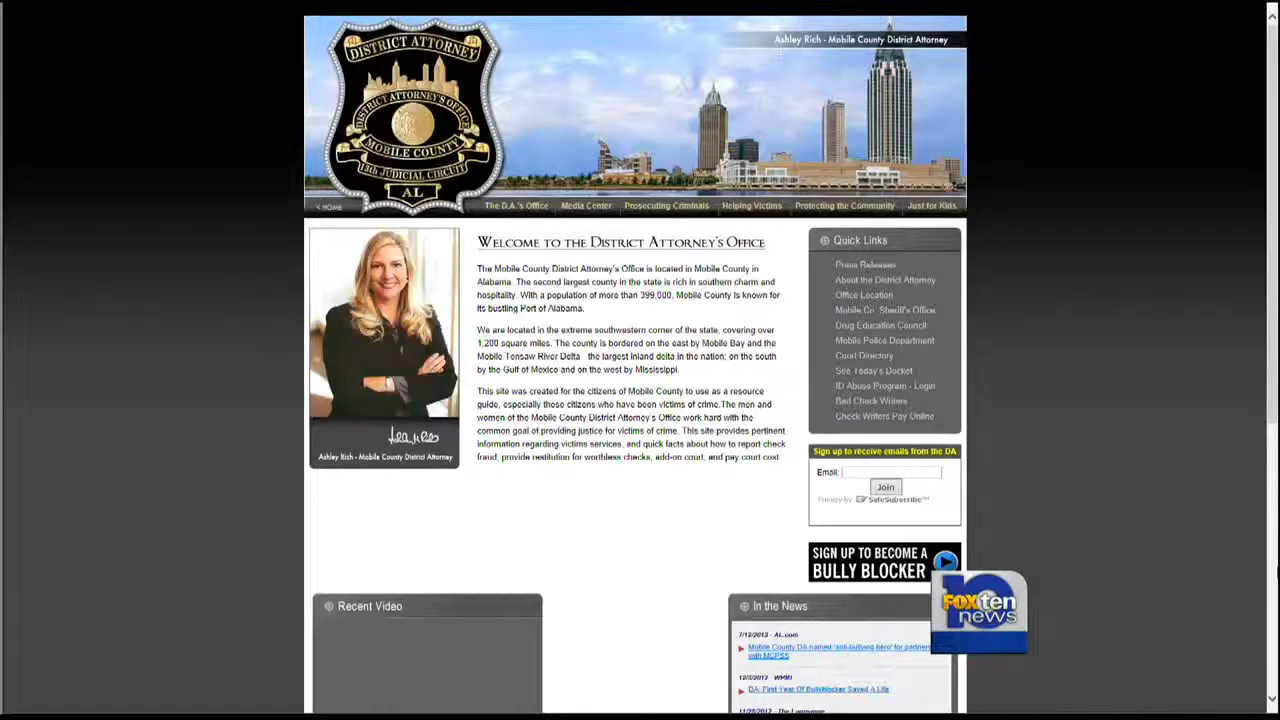 Ashley Rich - Mobile County District Attorney
DISTRICT ATTORNEY
DISTRICT ATTORNEY'S OFFICE
MOBILE COUNTY
13th JUDICIAL CIRCUIT
AL
< HOME
The D.A.'s Office
Media Center
Prosecuting Criminals
Helping Victims
Protecting the Community
Just for Kids
Ashley Rich - Mobile County District Attorney
WELCOME TO THE DISTRICT ATTORNEY'S OFFICE
The Mobile County District Attorney's Office is located in Mobile County in
Alabama. The second largest county in the state is rich in southern charm and
hospitality. With a population of more than 399,000, Mobile County is known for
its bustling Port of Alabama.
We are located in the extreme southwestern corner of the state, covering over
1,200 square miles. The county is bordered on the east by Mobile Bay and the
Mobile Tensaw River Delta the largest inland delta in the nation: on the south
by the Gulf of Mexico and on the west by Mississippi.
This site was created for the citizens of Mobile County to use as a resource
guide, especially those citizens who have been victims of crime.The men and
women of the Mobile County District Attorney's Office work hard with the
common goal of providing justice for victims of crime. This site provides pertinent
information regarding victims services, and quick facts about how to report check
fraud, provide restitution for worthless checks, add-on court, and pay court cost
Quick Links
Press Releases
About the District Attorney
Office Location
Mobile Co. Sheriff's Office
Drug Education Council
Mobile Police Department
Court Directory
See Today's Docket
ID Abuse Program - Login
Bad Check Writers
Check Writers Pay Online
Sign up to receive emails from the DA
Email:
Join
Privacy by SafeSubscribe
SIGN UP TO BECOME A
BULLY BLOCKER
Recent Video
In the News
7/12/2013 - AL.com
Mobile County DA named 'anti-bullying hero' for partners
with MCPSS
WPMI
DA: First Year Of Bullyblocker Saved A Life
11/28/2012 - The Lagniappe
10
FOX ten
news